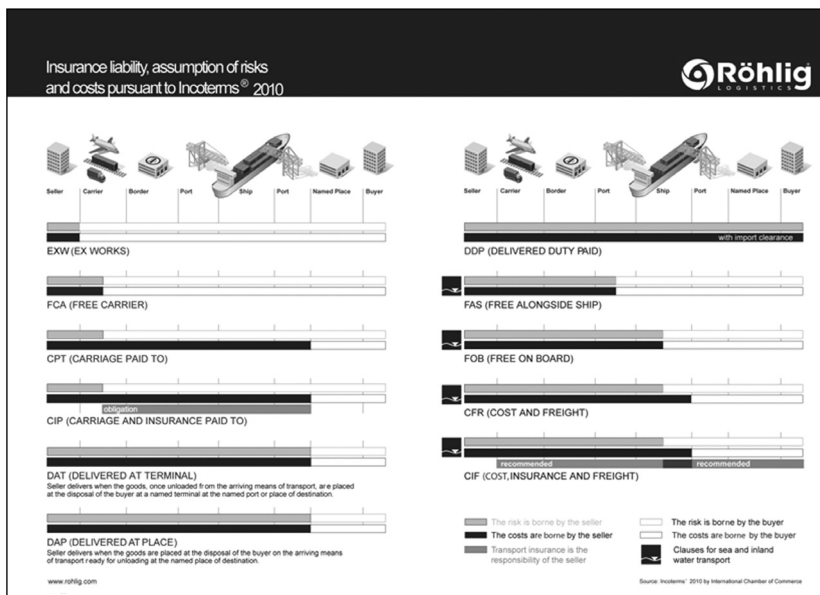 Insurance liability, assumption of risks
and costs pursuant to Incoterms® 2010
Röhlig®
LOGISTICS
Seller Carrier Border Port Ship Port Named Place Buyer
EXW (EX WORKS)
FCA (FREE CARRIER)
CPT (CARRIAGE PAID TO)
obligation
CIP (CARRIAGE AND INSURANCE PAID TO)
DAT (DELIVERED AT TERMINAL)
Seller delivers when the goods, once unloaded from the arriving means of transport, are placed
at the disposal of the buyer at a named terminal at the named port or place of destination.
DAP (DELIVERED AT PLACE)
Seller delivers when the goods are placed at the disposal of the buyer on the arriving means
of transport ready for unloading at the named place of destination.
www.rohlig.com
Seller Carrier Border Port Ship Port Named Place Buyer
with import clearance
DDP (DELIVERED DUTY PAID)
FAS (FREE ALONGSIDE SHIP)
FOB (FREE ON BOARD)
CFR (COST AND FREIGHT)
recommended recommended
CIF (COST,INSURANCE AND FREIGHT)
The risk is borne by the seller
The costs are borne by the seller
Transport insurance is the
responsibility of the seller
The risk is borne by the buyer
The costs are borne by the buyer
Clauses for sea and inland
water transport
Source: Incoterms® 2010 by International Chamber of Commerce